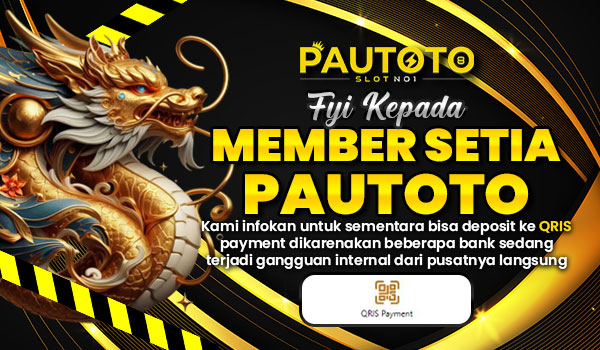 PAUTOTO
SLOT NO1
Fyi Kepada
MEMBER SETIA
PAUTOTO
Kami infokan untuk sementara bisa deposit ke QRIS
payment dikarenakan beberapa bank sedang
terjadi gangguan internal dari pusatnya langsung
QRIS Payment